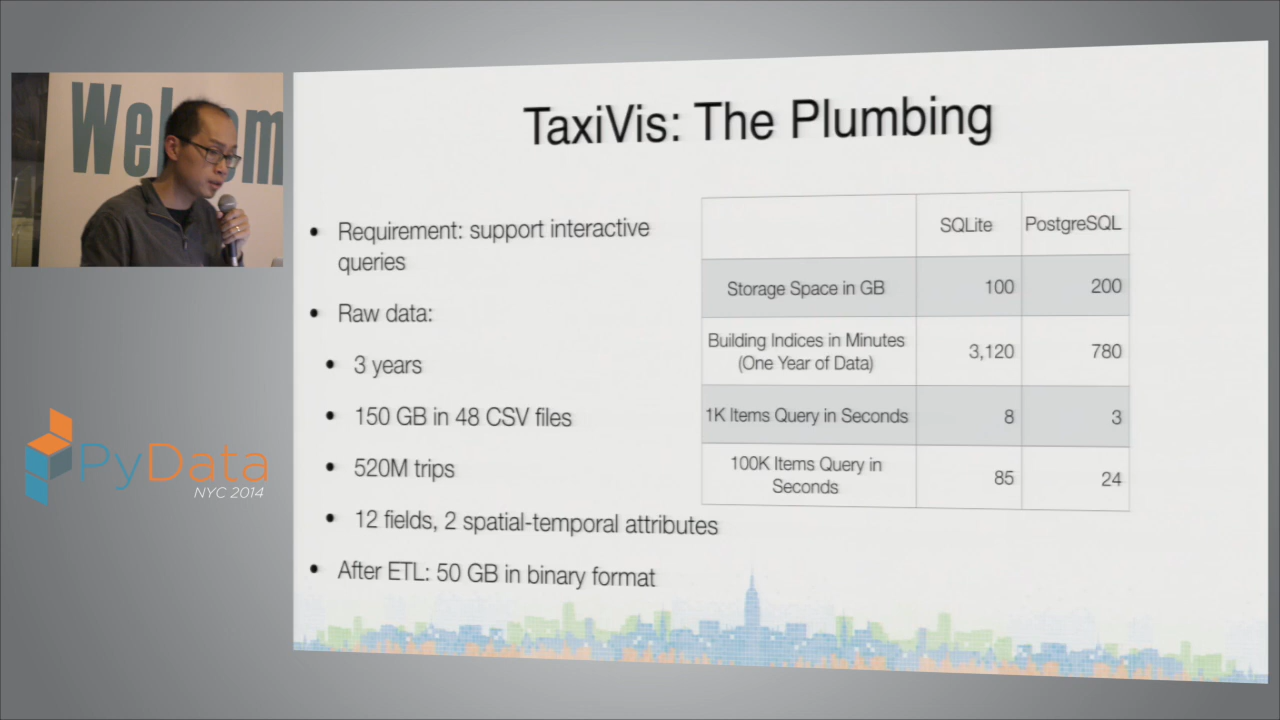 Welcom
TaxiVis: The Plumbing
• Requirement: support interactive
queries
• Raw data:
• 3 years
• 150 GB in 48 CSV files
• 520M trips
• 12 fields, 2 spatial-temporal attributes
• After ETL: 50 GB in binary format
SQLite PostgreSQL
Storage Space in GB 100 200
Building Indices in Minutes
(One Year of Data) 3,120 780
1K Items Query in Seconds 8 3
100K Items Query in
Seconds 85 24
PyData
NYC 2014